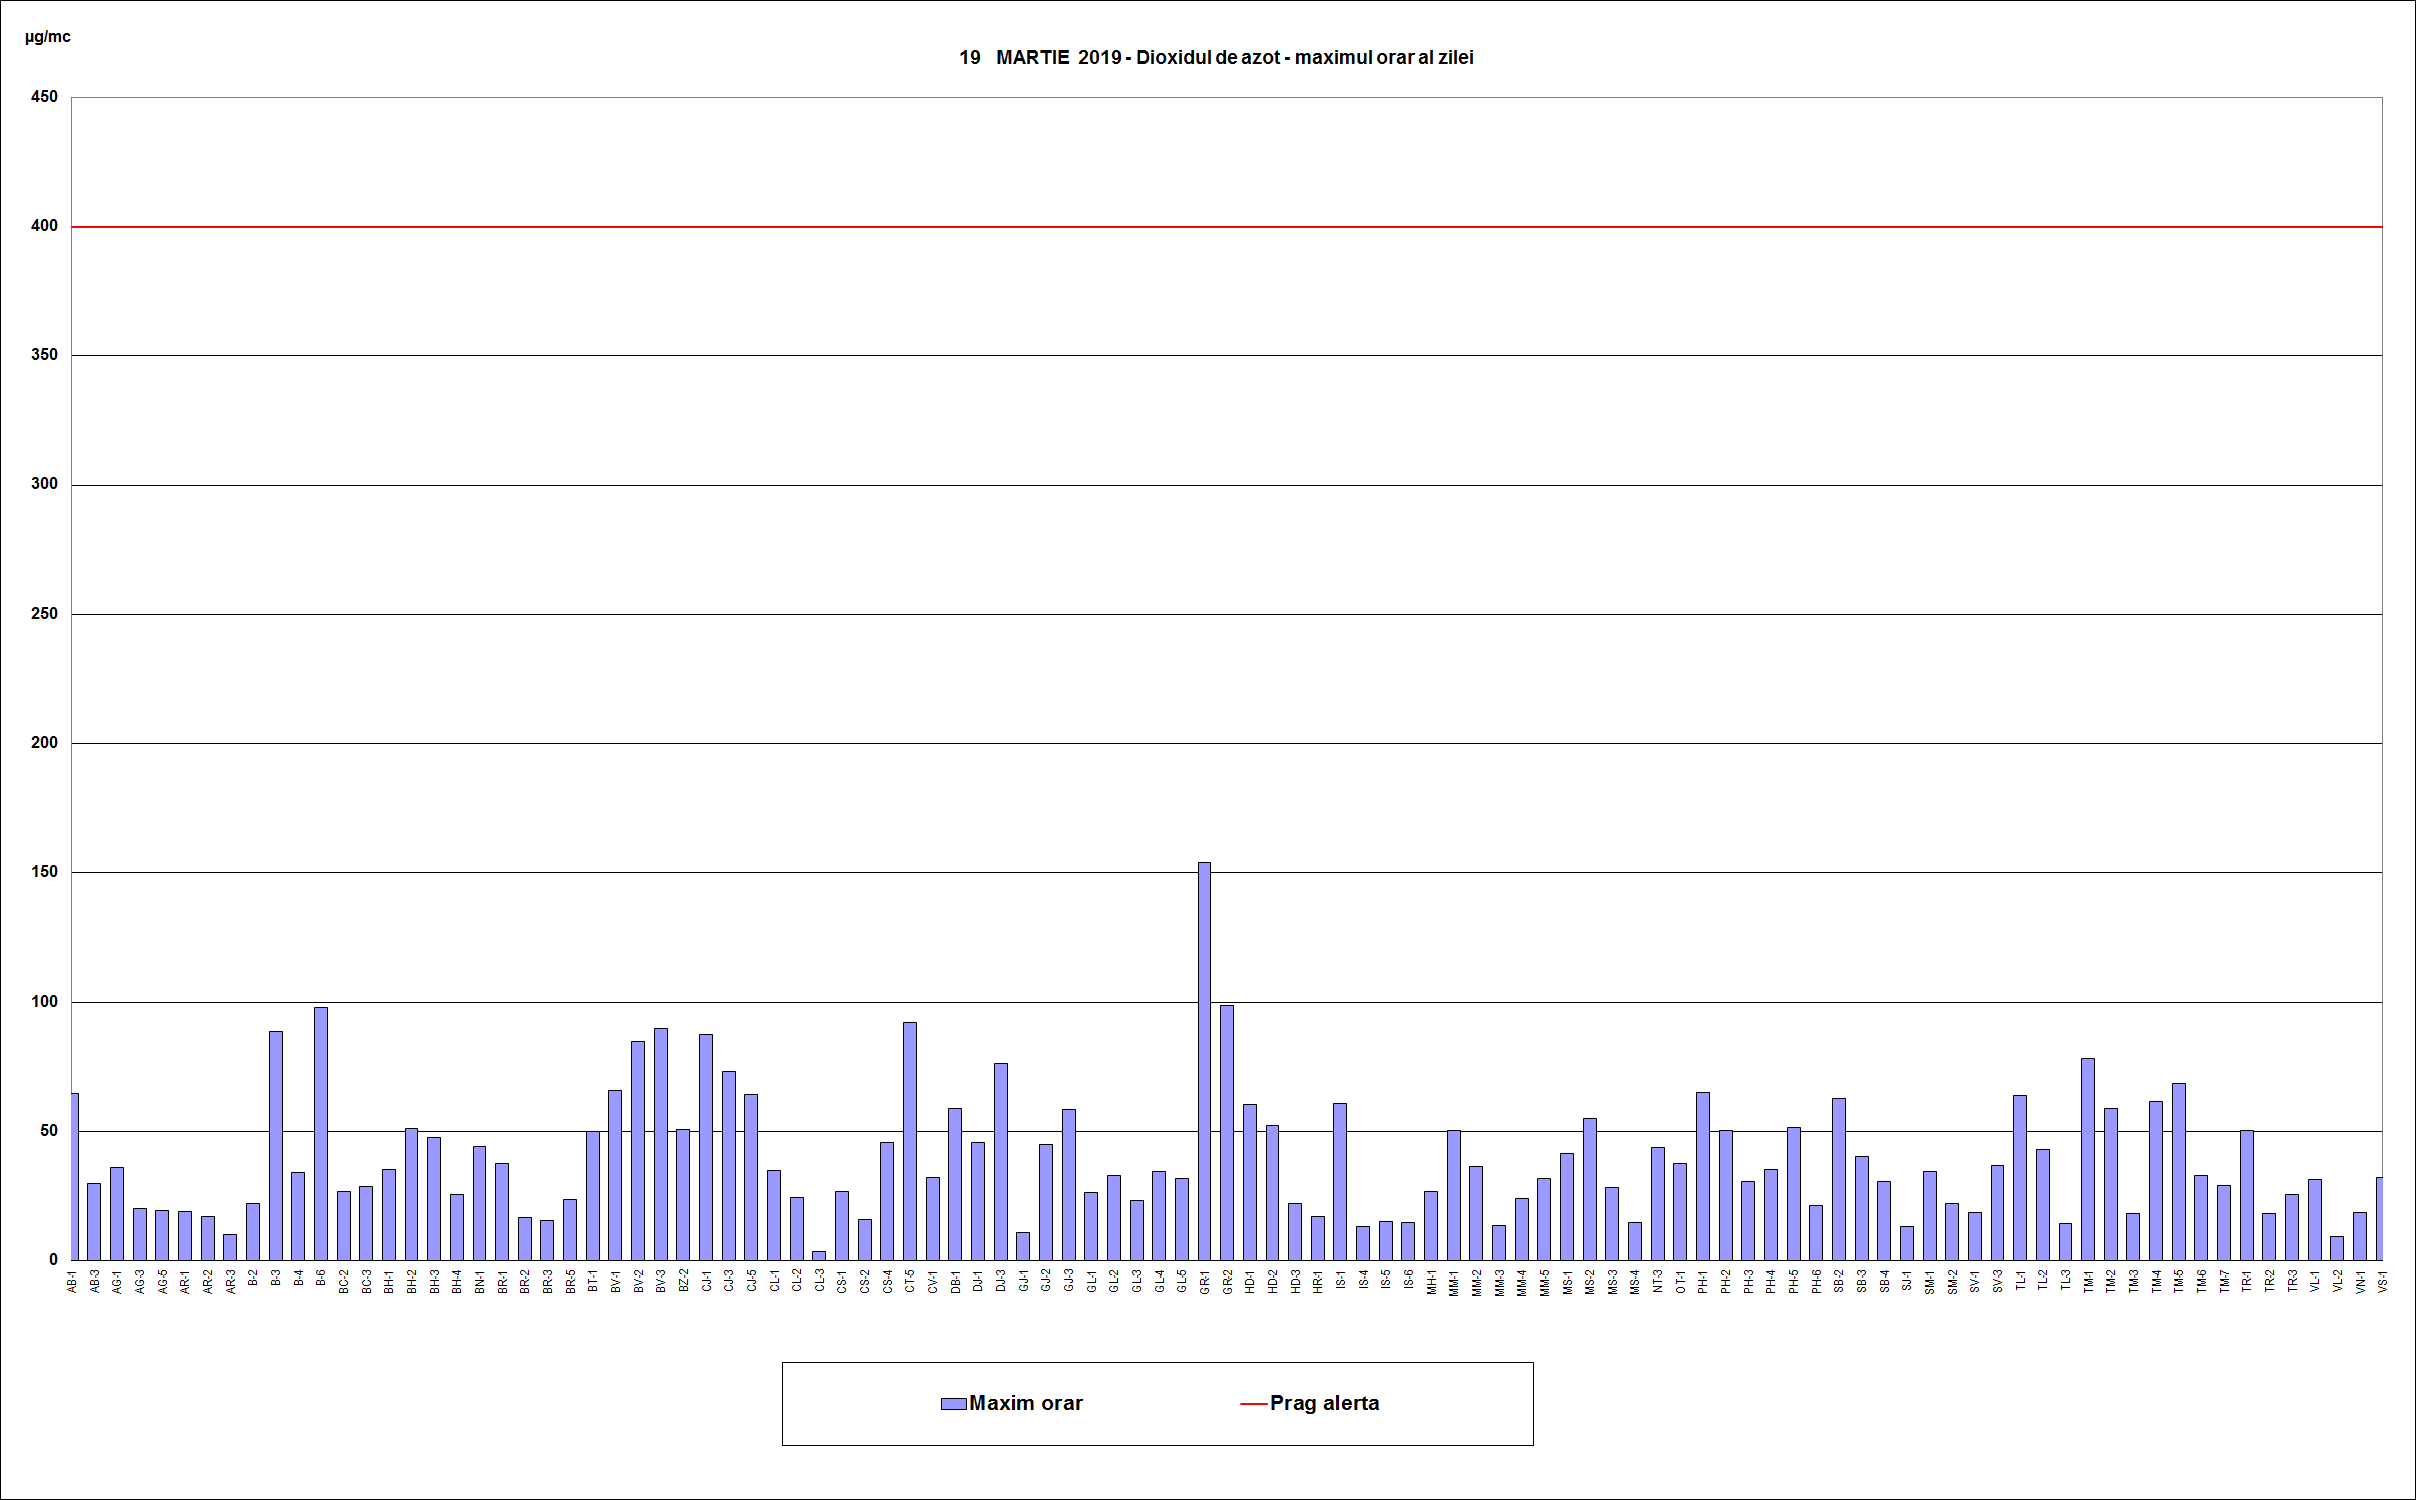 µg/mc
19 MARTIE 2019 - Dioxidul de azot - maximul orar al zilei
450
400
350
300
250
200
150
100
50
0
AB-1 AB-3 AG-1 AG-3 AG-5 AR-1 AR-2 AR-3 B-2 B-3 B-4 B-6 BC-2 BC-3 BH-1 BH-2 BH-3 BH-4 BN-1 BR-1 BR-2 BR-3 BR-5 BT-1 BV-1 BV-2 BV-3 BZ-2 CJ-1 CJ-3 CJ-5 CL-1 CL-2 CL-3 CS-1 CS-2 CS-4 CT-5 CV-1 DB-1 DJ-1 DJ-3 GJ-1 GJ-2 GJ-3 GL-1 GL-2 GL-3 GL-4 GL-5 GR-1 GR-2 HD-1 HD-2 HD-3 HR-1 IS-1 IS-4 IS-5 IS-6 MH-1 MM-1 MM-2 MM-3 MM-4 MM-5 MS-1 MS-2 MS-3 MS-4 NT-3 OT-1 PH-1 PH-2 PH-3 PH-4 PH-5 PH-6 SB-2 SB-3 SB-4 SJ-1 SM-1 SM-2 SV-1 SV-3 TL-1 TL-2 TL-3 TM-1 TM-2 TM-3 TM-4 TM-5 TM-6 TM-7 TR-1 TR-2 TR-3 VL-1 VL-2 VN-1 VS-1
Maxim orar Prag alerta